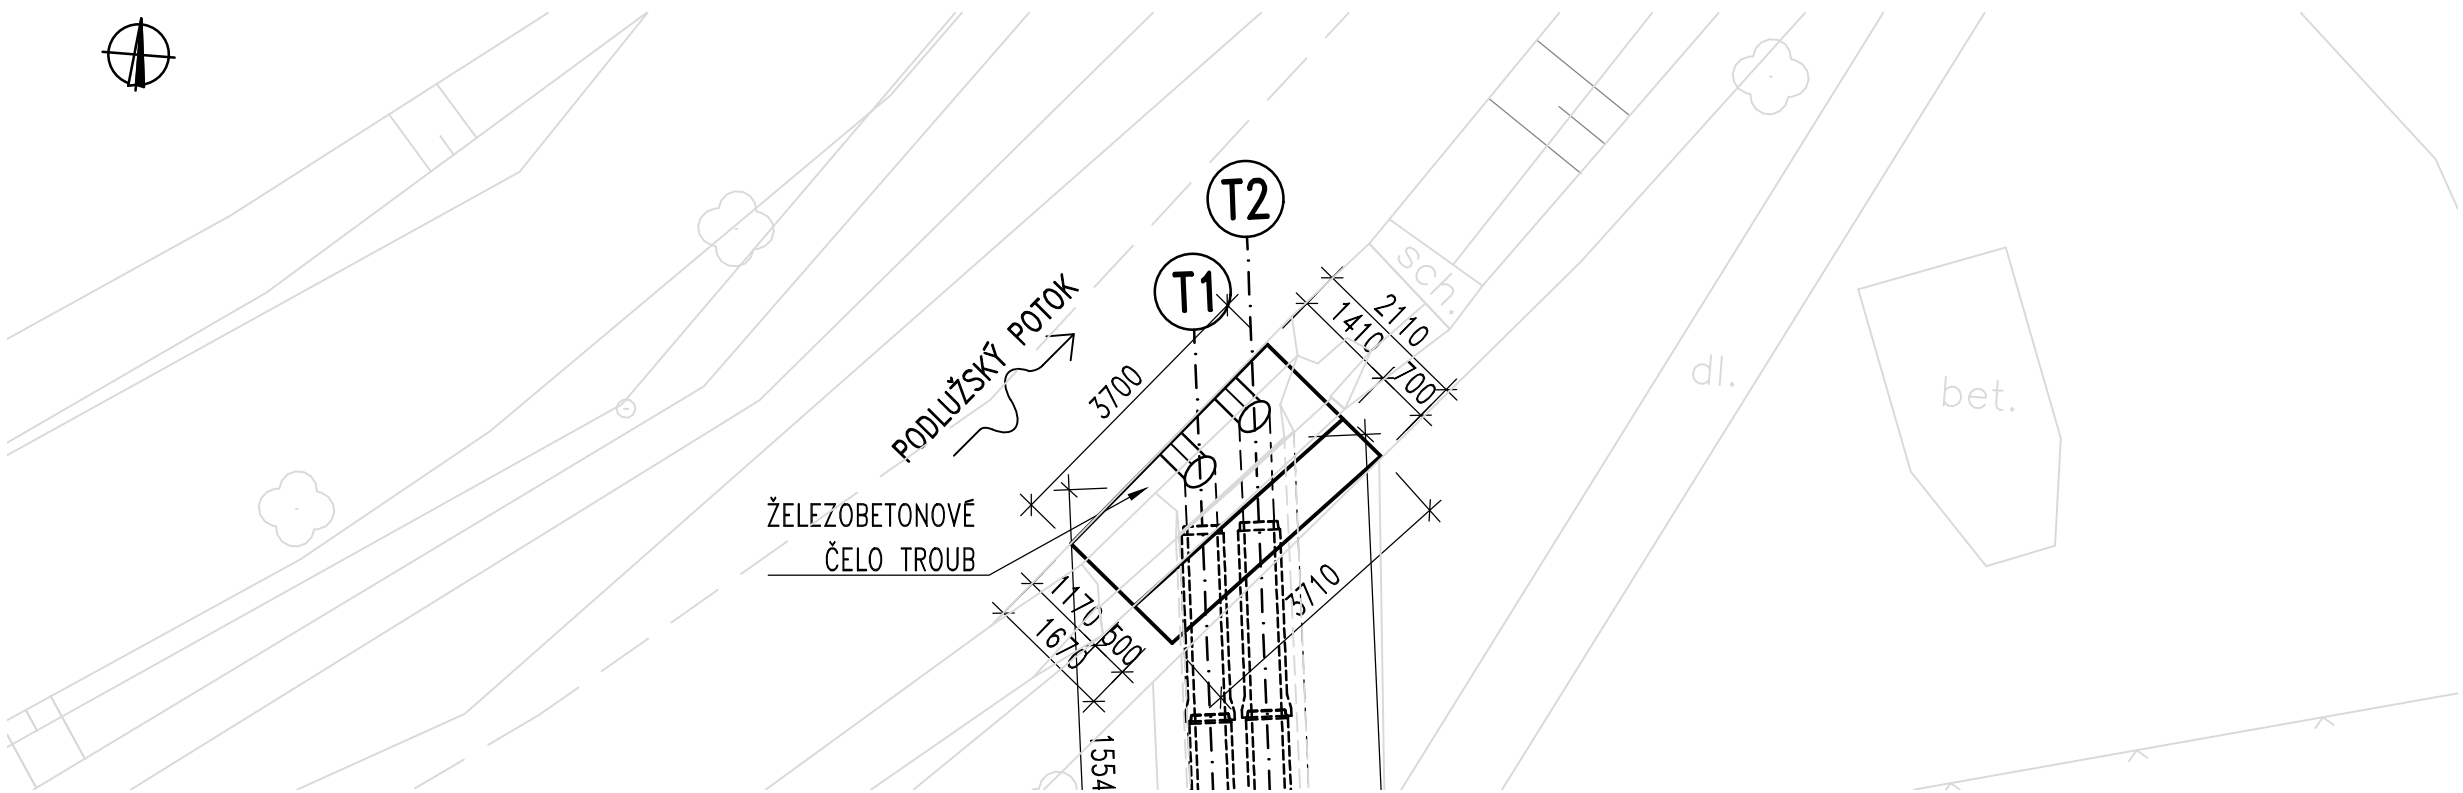 T2
T1
PODLUŽSKÝ POTOK
sch.
2110
1410
700
3700
dl.
bet.
ŽELEZOBETONOVÉ
ČELO TROUB
3710
1170
500
1670
1554